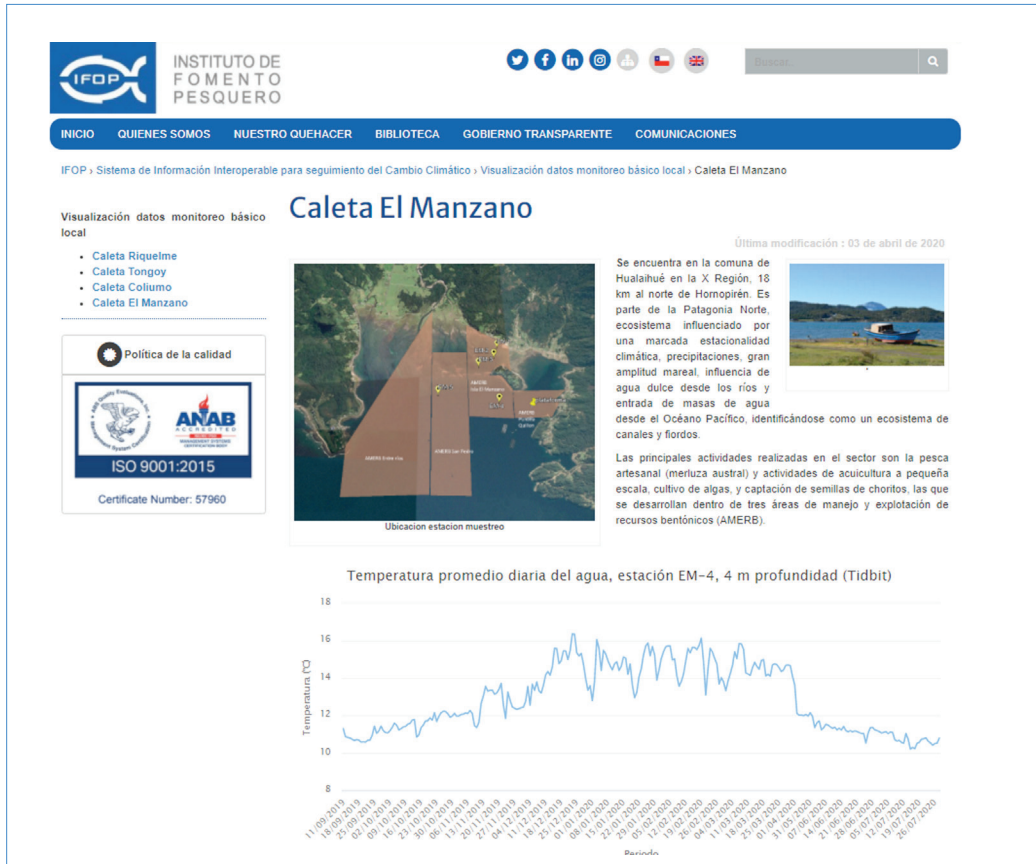 IFOP
INSTITUTO DE
FOMENTO
PESQUERO
Buscar...
INICIO QUIENES SOMOS NUESTRO QUEHACER BIBLIOTECA GOBIERNO TRANSPARENTE COMUNICACIONES
IFOP › Sistema de Información Interoperable para seguimiento del Cambio Climático › Visualización datos monitoreo básico local › Caleta El Manzano
Visualización datos monitoreo básico
local
• Caleta Riquelme
• Caleta Tongoy
• Caleta Coliumo
• Caleta El Manzano
Política de la calidad
ANAB
ACCREDITED
MANAGEMENT SYSTEMS
CERTIFICATION BODY
ISO 9001:2015
Certificate Number: 57960
Caleta El Manzano
Última modificación : 03 de abril de 2020
Ubicacion estacion muestreo
Se encuentra en la comuna de
Hualaihué en la X Región, 18
km al norte de Hornopirén. Es
parte de la Patagonia Norte,
ecosistema influenciado por
una marcada estacionalidad
climática, precipitaciones, gran
amplitud mareal, influencia de
agua dulce desde los ríos y
entrada de masas de agua
desde el Océano Pacífico, identificándose como un ecosistema de
canales y fiordos.
Las principales actividades realizadas en el sector son la pesca
artesanal (merluza austral) y actividades de acuicultura a pequeña
escala, cultivo de algas, y captación de semillas de choritos, las que
se desarrollan dentro de tres áreas de manejo y explotación de
recursos bentónicos (AMERB).
Temperatura promedio diaria del agua, estación EM-4, 4 m profundidad (Tidbit)
Temperatura (°C)
18
16
14
12
10
8
11/09/2019
18/09/2019
25/09/2019
02/10/2019
09/10/2019
16/10/2019
23/10/2019
30/10/2019
06/11/2019
13/11/2019
20/11/2019
27/11/2019
04/12/2019
11/12/2019
18/12/2019
25/12/2019
01/01/2020
08/01/2020
15/01/2020
22/01/2020
29/01/2020
05/02/2020
12/02/2020
19/02/2020
26/02/2020
04/03/2020
11/03/2020
18/03/2020
25/03/2020
01/04/2020
31/05/2020
07/06/2020
14/06/2020
21/06/2020
28/06/2020
05/07/2020
12/07/2020
19/07/2020
26/07/2020
Periodo